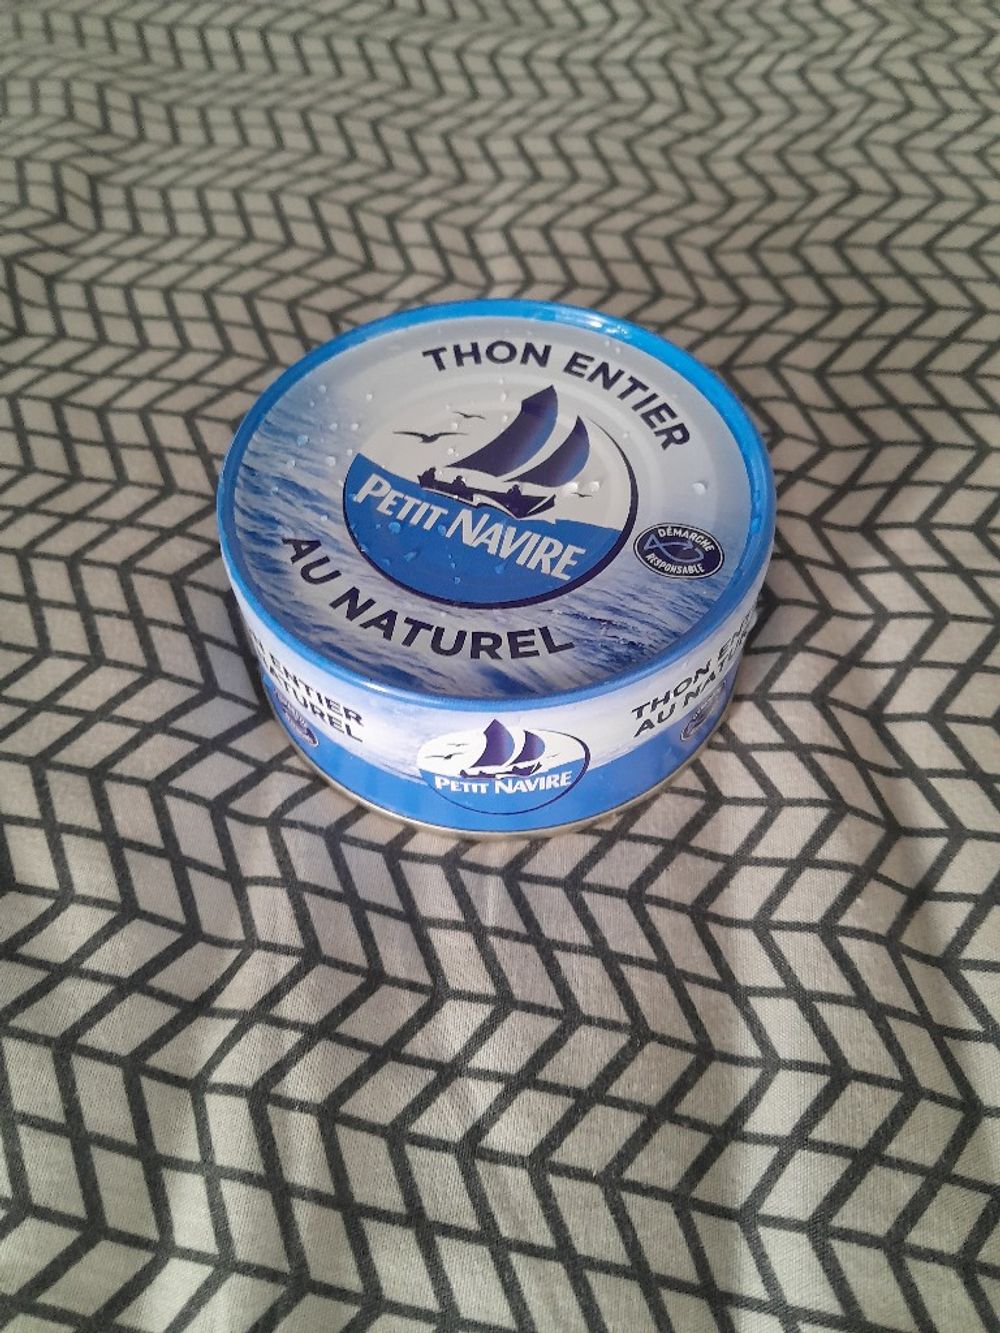 THON ENTIER
PETIT NAVIRE
DÉMARCHE
RESPONSABLE
AU NATUREL
ENTIER
NATUREL
PETIT NAVIRE
THON
AU